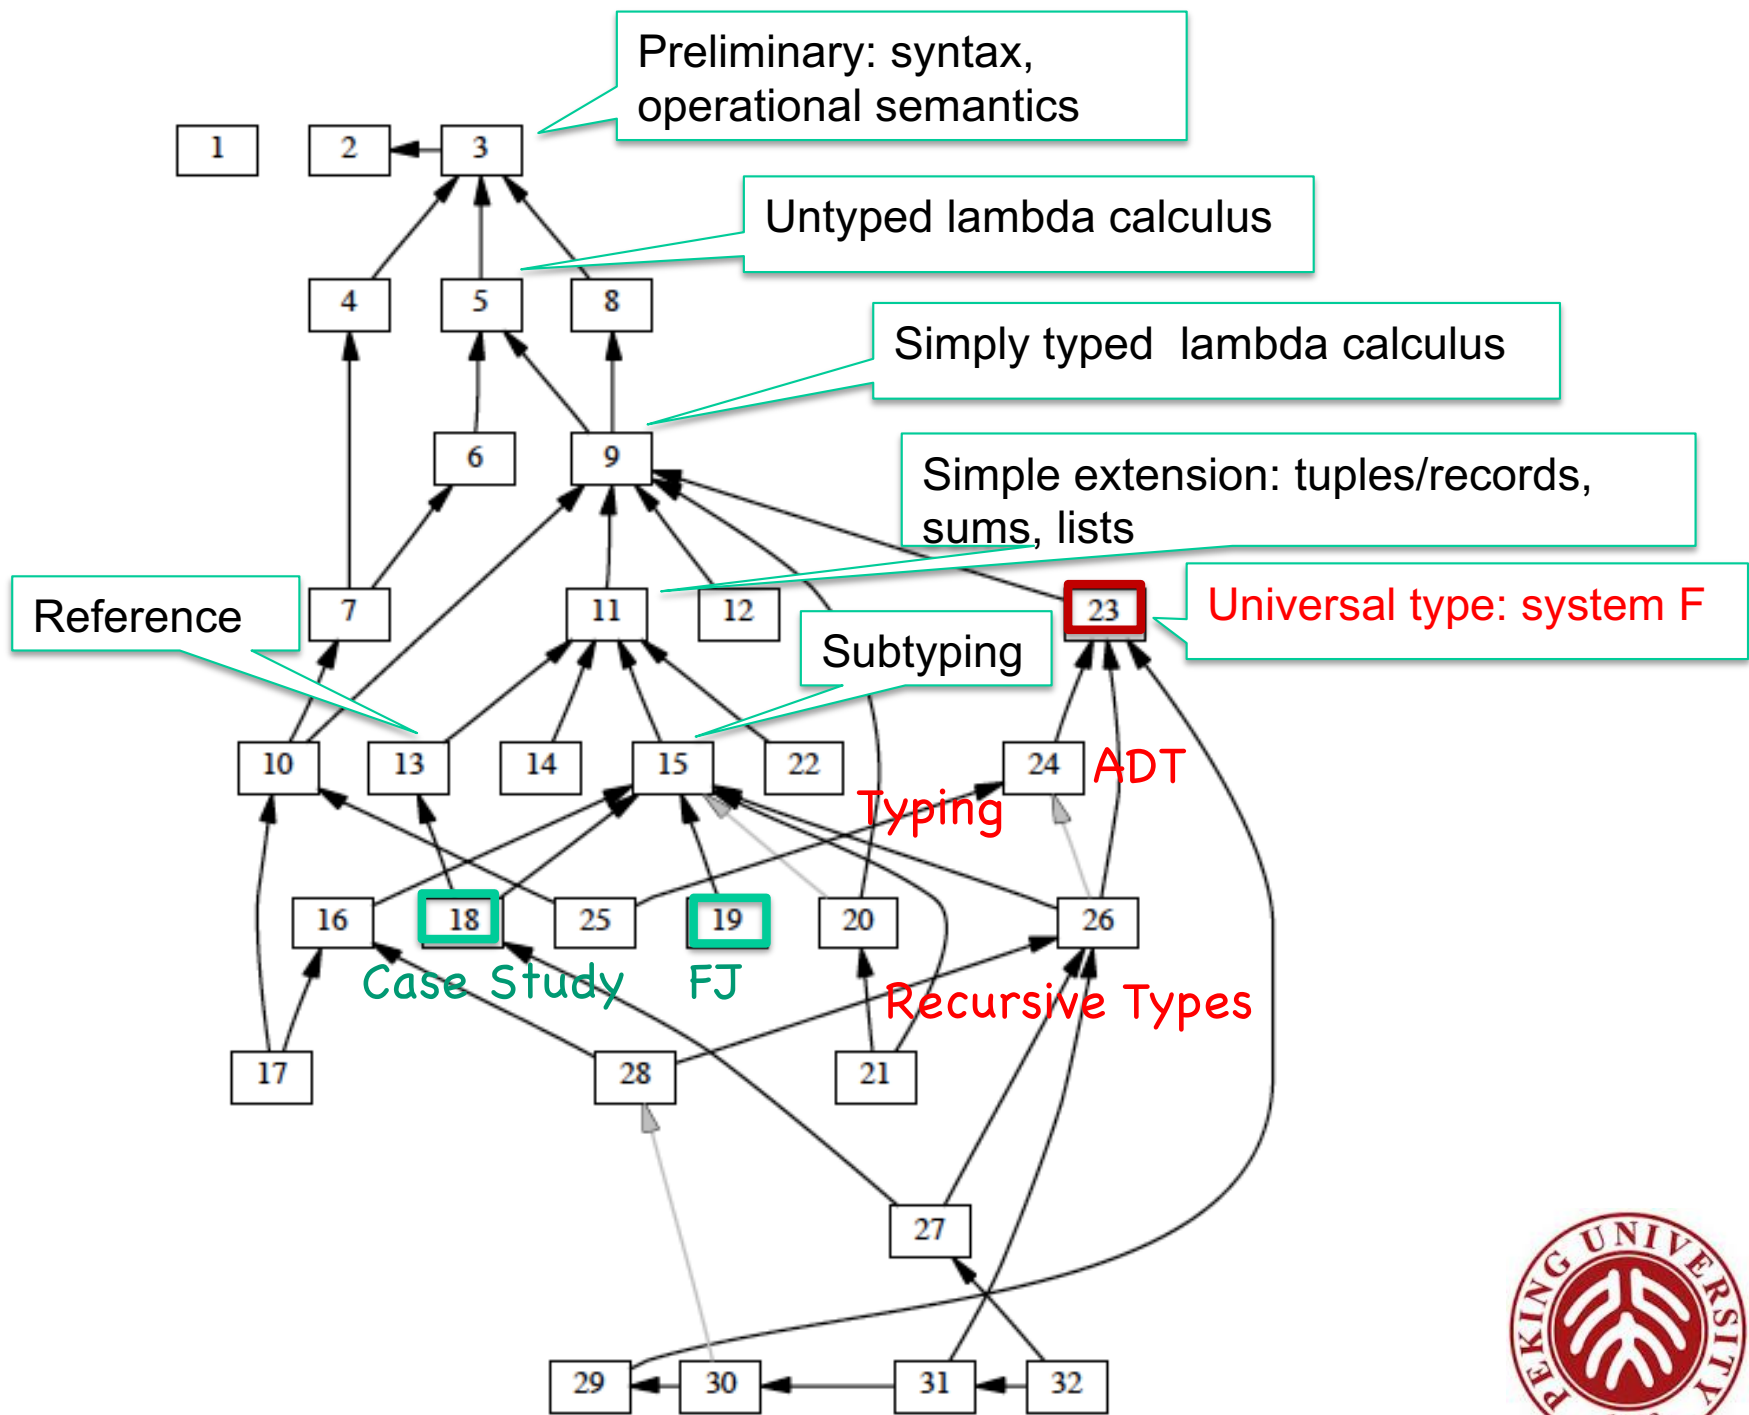 Preliminary: syntax,
operational semantics
1
2
3
Untyped lambda calculus
4
5
8
Simply typed lambda calculus
6
9
Simple extension: tuples/records,
sums, lists
Reference
7
11
12
23
Universal type: system F
Subtyping
10
13
14
15
22
24
ADT
Typing
16
18
25
19
20
26
Case Study
FJ
Recursive Types
17
28
21
27
29
30
31
32
PEKING UNIVERSITY